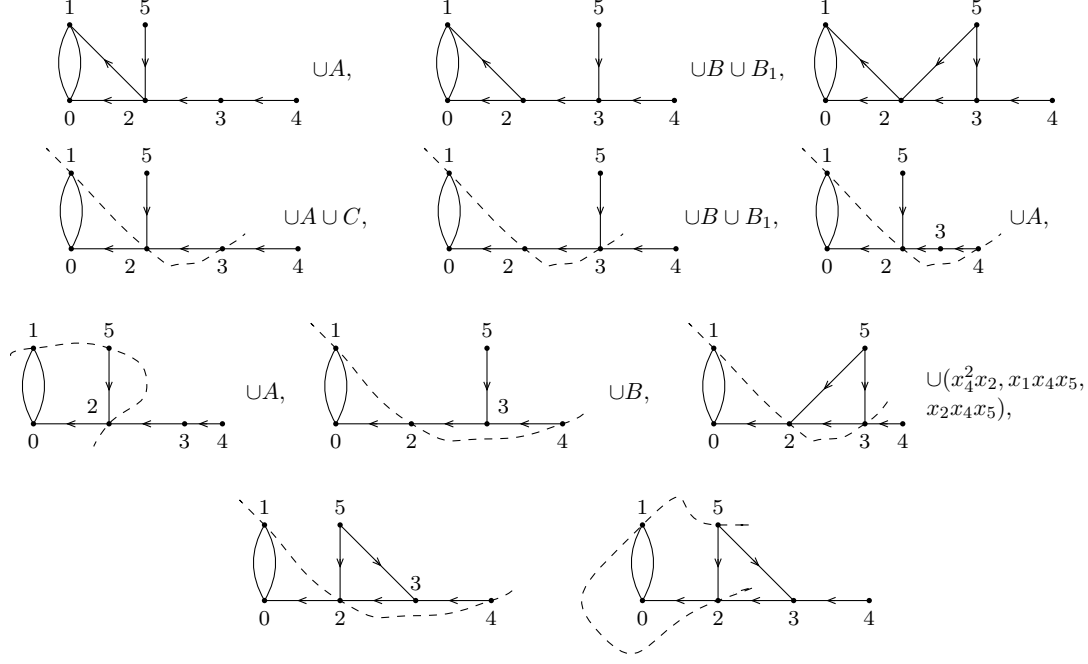 1 5 1 5 1 5
∪A, ∪B ∪ B₁,
0 2 3 4 0 2 3 4 0 2 3 4
1 5 1 5 1 5
∪A ∪ C, ∪B ∪ B₁, 3 ∪A,
0 2 3 4 0 2 3 4 0 2 4
1 5 1 5 1 5
2 ∪A, 3 ∪B, ∪(x₄²x₂, x₁x₄x₅,
x₂x₄x₅),
0 3 4 0 2 4 0 2 3 4
1 5 1 5
3
0 2 4 0 2 3 4